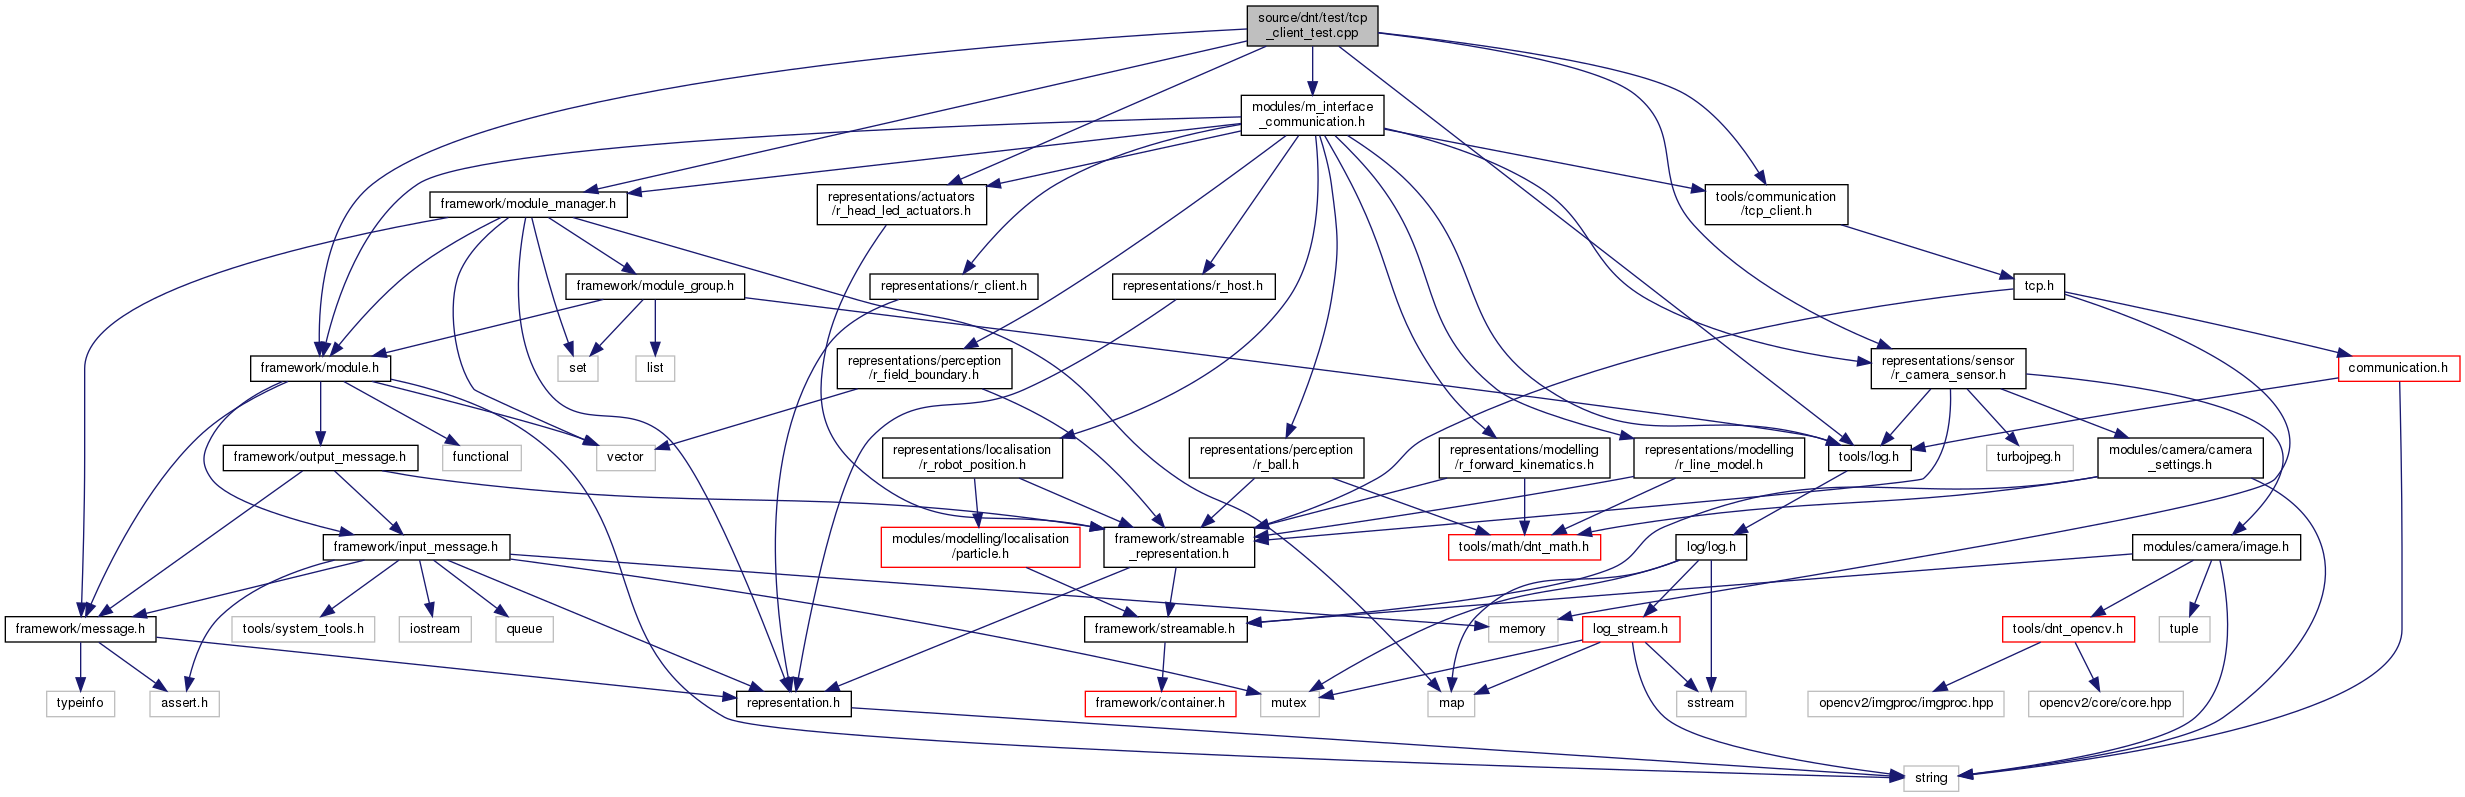 source/dnt/test/tcp
_client_test.cpp
modules/m_interface
_communication.h
framework/module_manager.h
representations/actuators
/r_head_led_actuators.h
tools/communication
/tcp_client.h
framework/module_group.h
representations/r_client.h
representations/r_host.h
tcp.h
framework/module.h
set
list
representations/perception
/r_field_boundary.h
representations/sensor
/r_camera_sensor.h
communication.h
framework/output_message.h
functional
vector
representations/localisation
/r_robot_position.h
representations/perception
/r_ball.h
representations/modelling
/r_forward_kinematics.h
representations/modelling
/r_line_model.h
tools/log.h
turbojpeg.h
modules/camera/camera
_settings.h
framework/input_message.h
modules/modelling/localisation
/particle.h
framework/streamable
_representation.h
tools/math/dnt_math.h
log/log.h
modules/camera/image.h
framework/message.h
tools/system_tools.h
iostream
queue
framework/streamable.h
memory
log_stream.h
tools/dnt_opencv.h
tuple
typeinfo
assert.h
representation.h
framework/container.h
mutex
map
sstream
opencv2/imgproc/imgproc.hpp
opencv2/core/core.hpp
string